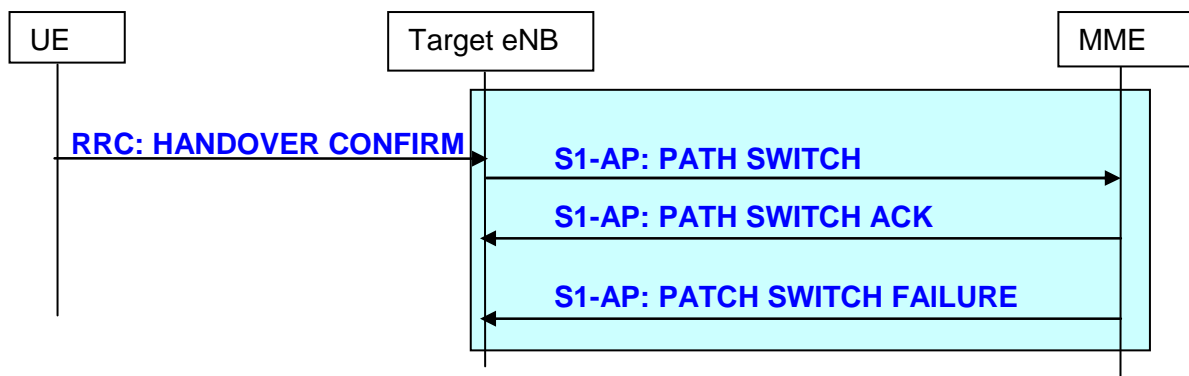 UE
Target eNB
MME
RRC: HANDOVER CONFIRM
S1-AP: PATH SWITCH
S1-AP: PATH SWITCH ACK
S1-AP: PATCH SWITCH FAILURE